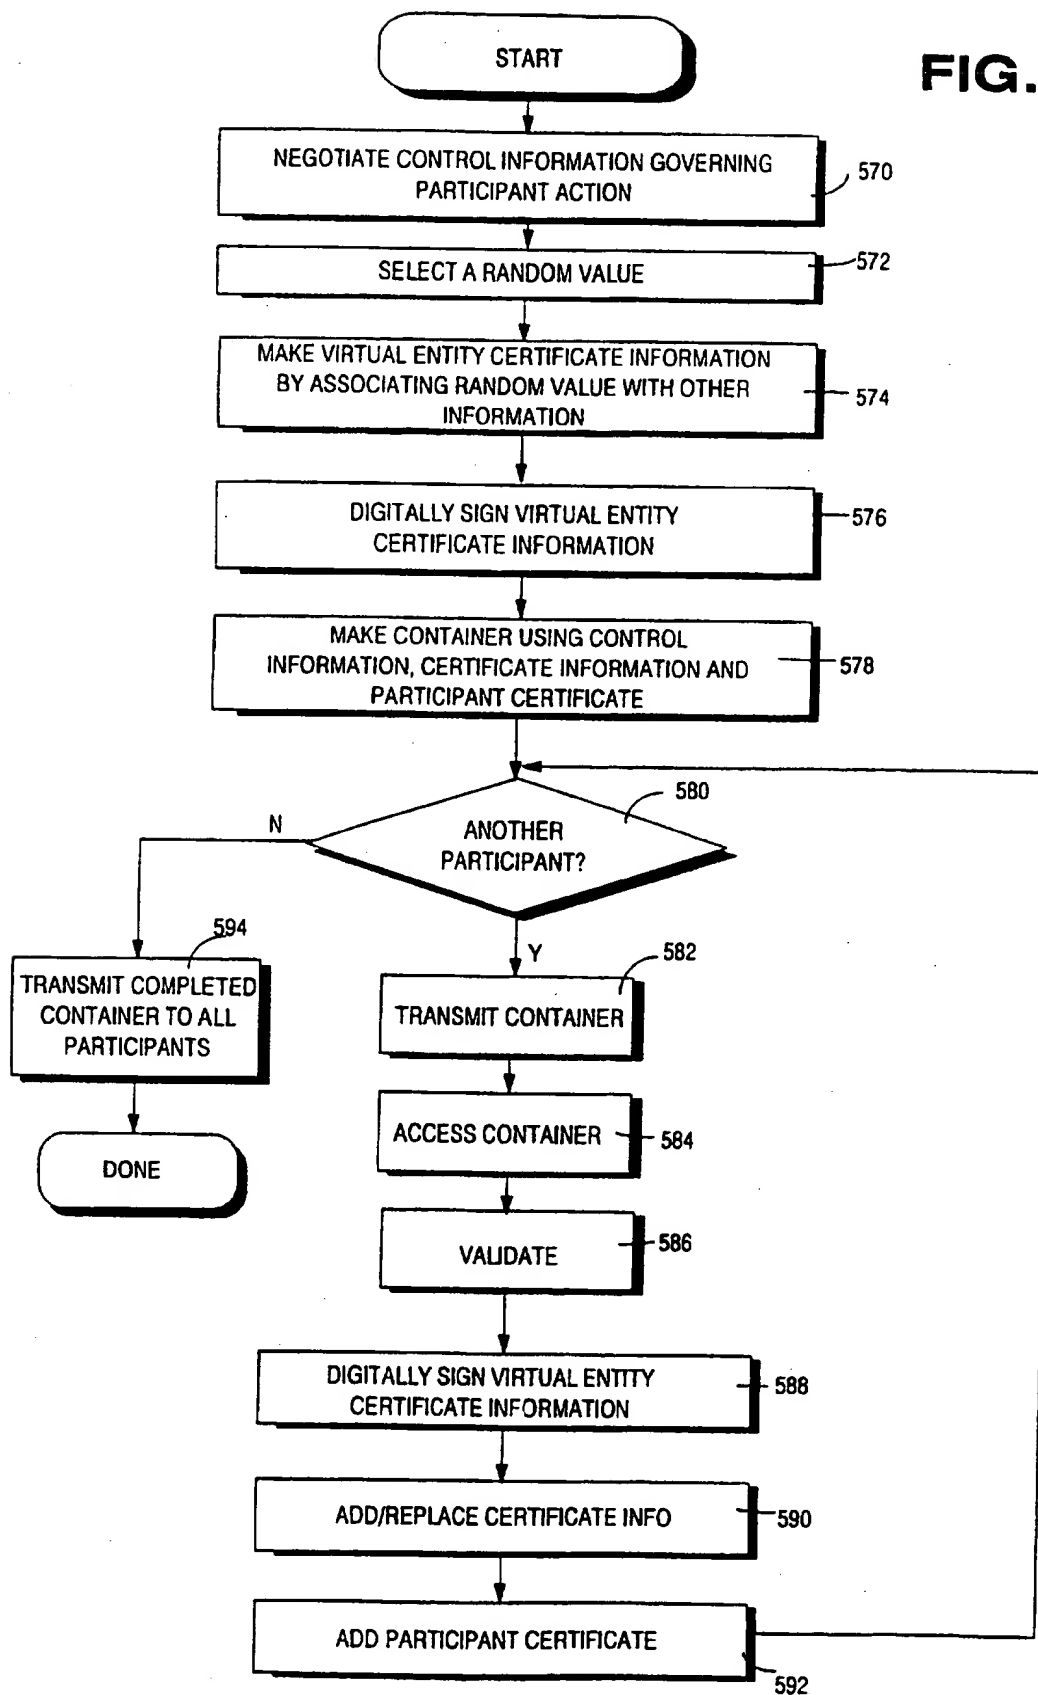 START
FIG.
NEGOTIATE CONTROL INFORMATION GOVERNING
PARTICIPANT ACTION
570
SELECT A RANDOM VALUE
572
MAKE VIRTUAL ENTITY CERTIFICATE INFORMATION
BY ASSOCIATING RANDOM VALUE WITH OTHER
INFORMATION
574
DIGITALLY SIGN VIRTUAL ENTITY
CERTIFICATE INFORMATION
576
MAKE CONTAINER USING CONTROL
INFORMATION, CERTIFICATE INFORMATION AND
PARTICIPANT CERTIFICATE
578
580
ANOTHER
PARTICIPANT?
N
Y
594
TRANSMIT COMPLETED
CONTAINER TO ALL
PARTICIPANTS
DONE
582
TRANSMIT CONTAINER
ACCESS CONTAINER
584
VALIDATE
586
DIGITALLY SIGN VIRTUAL ENTITY
CERTIFICATE INFORMATION
588
ADD/REPLACE CERTIFICATE INFO
590
ADD PARTICIPANT CERTIFICATE
592